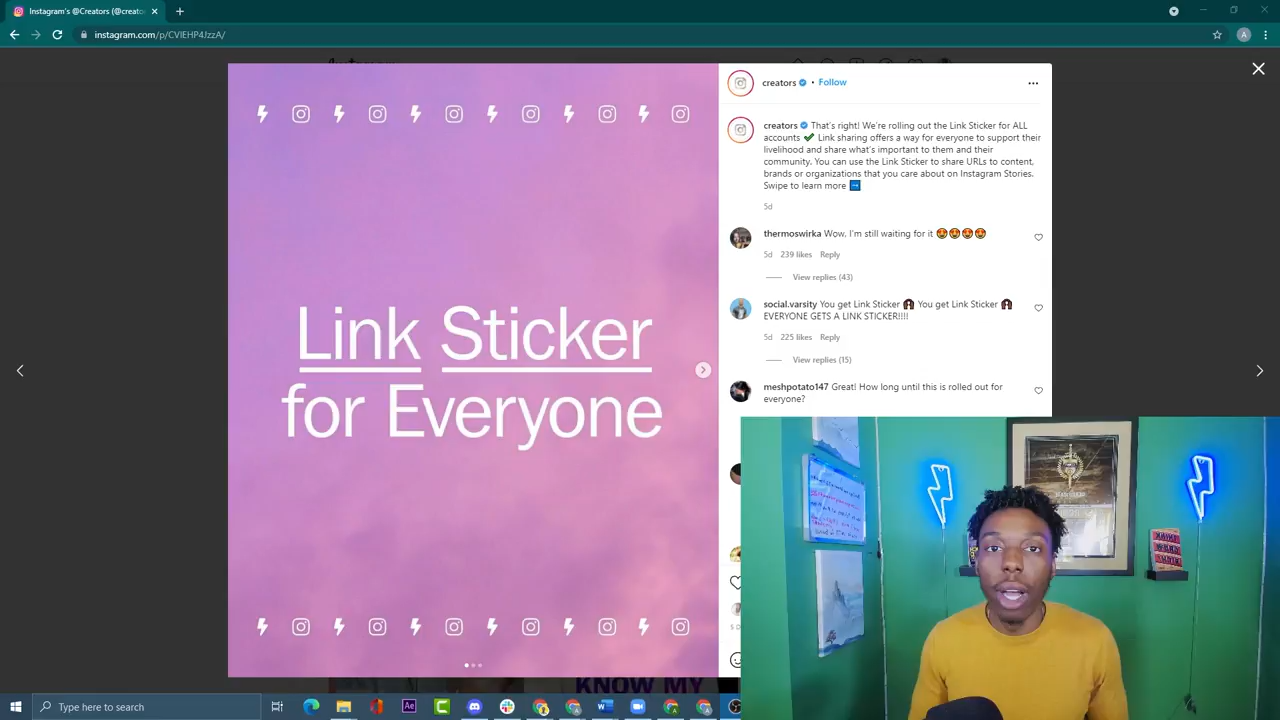 Instagram's @Creators (@creator
instagram.com/p/CVIEHP4JzzA/
Link Sticker
for Everyone
creators • Follow
creators That's right! We're rolling out the Link Sticker for ALL
accounts ✔ Link sharing offers a way for everyone to support their
livelihood and share what's important to them and their
community. You can use the Link Sticker to share URLs to content,
brands or organizations that you care about on Instagram Stories.
Swipe to learn more ➡
5d
thermoswirka Wow. I'm still waiting for it 😍😍😍😍
5d 239 likes Reply
View replies (43)
social.varsity You get Link Sticker You get Link Sticker
EVERYONE GETS A LINK STICKER!!!!
5d 225 likes Reply
View replies (15)
meshpotato147 Great! How long until this is rolled out for
everyone?
KNOW MY
Type here to search